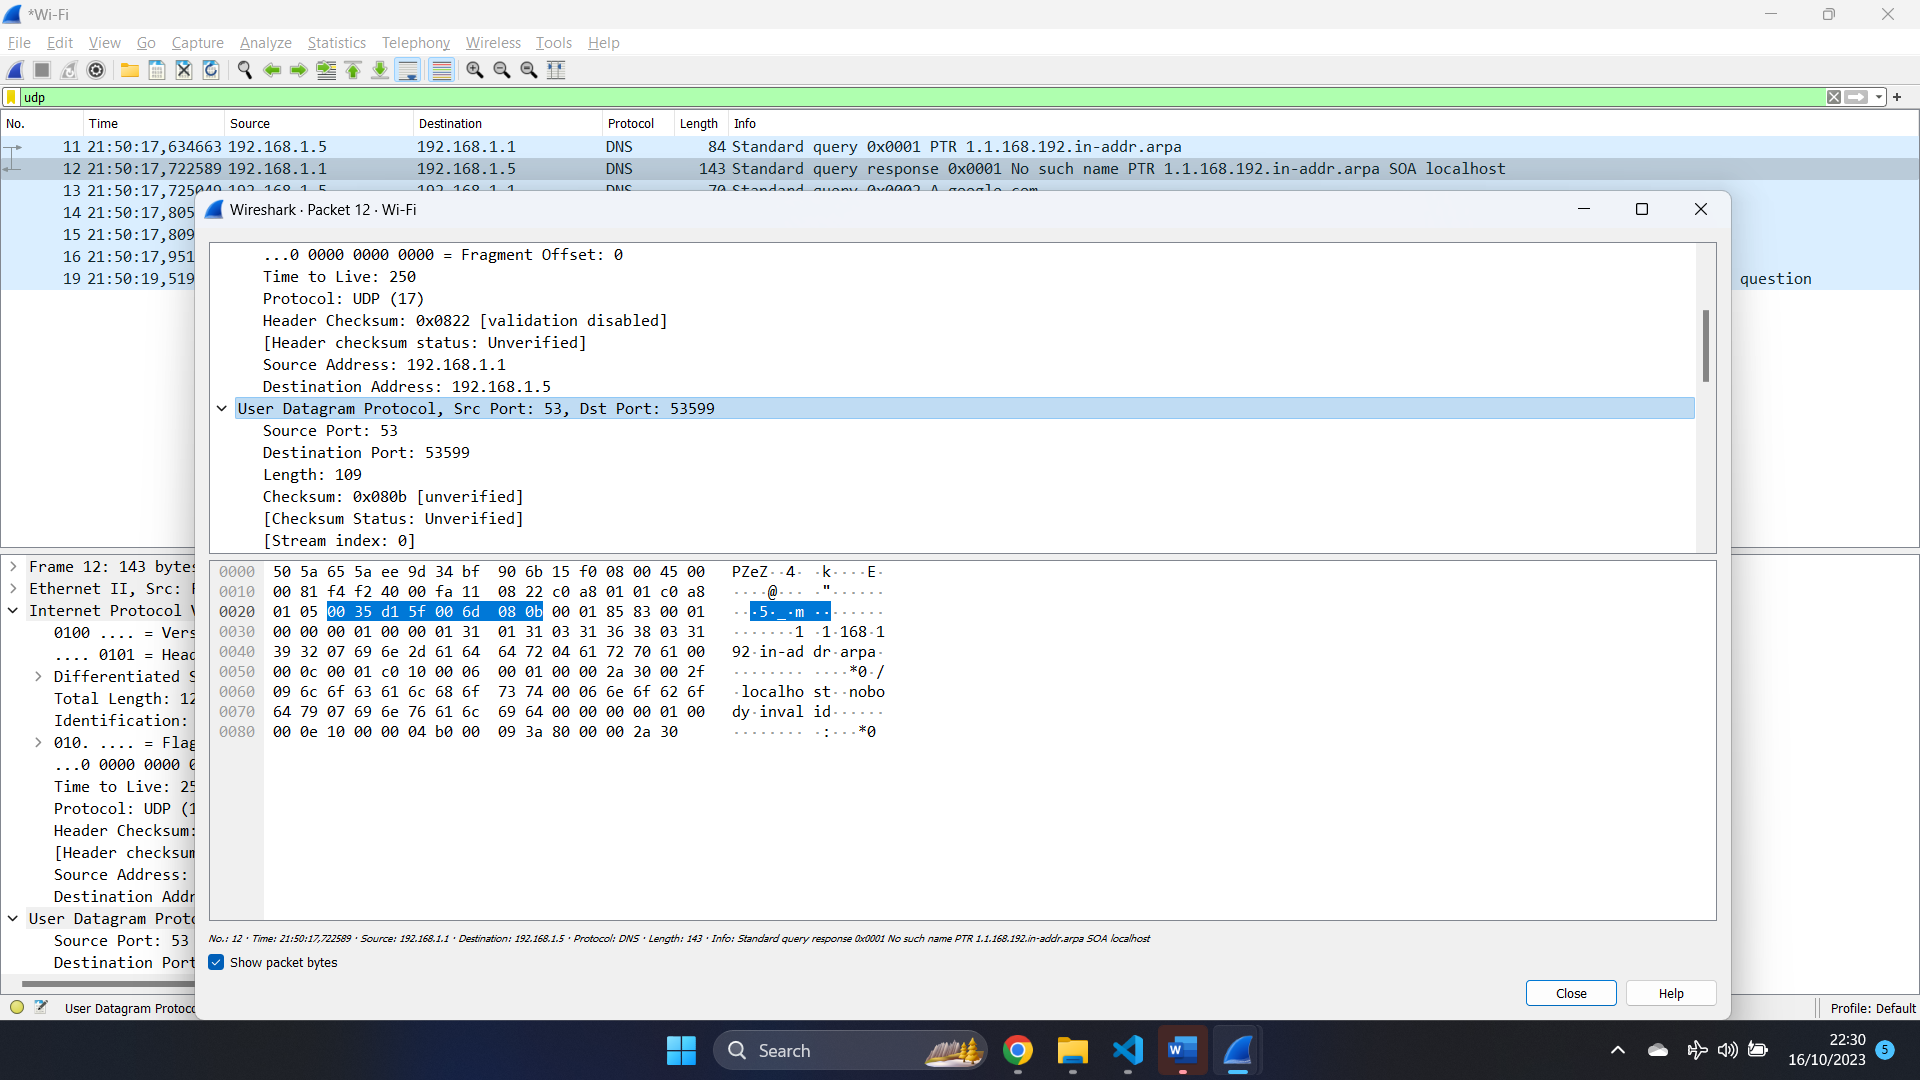 *Wi-Fi
File Edit View Go Capture Analyze Statistics Telephony Wireless Tools Help
udp
No. Time Source Destination Protocol Length Info
11 21:50:17,634663 192.168.1.5 192.168.1.1 DNS 84 Standard query 0x0001 PTR 1.1.168.192.in-addr.arpa
12 21:50:17,722589 192.168.1.1 192.168.1.5 DNS 143 Standard query response 0x0001 No such name PTR 1.1.168.192.in-addr.arpa SOA localhost
13 21:50:17,725049 192.168.1.5 192.168.1.1 DNS 70 Standard query 0x0002 A google.com
14 21:50:17,805
15 21:50:17,809
16 21:50:17,951
19 21:50:19,519 question
Wireshark · Packet 12 · Wi-Fi
...0 0000 0000 0000 = Fragment Offset: 0
Time to Live: 250
Protocol: UDP (17)
Header Checksum: 0x0822 [validation disabled]
[Header checksum status: Unverified]
Source Address: 192.168.1.1
Destination Address: 192.168.1.5
User Datagram Protocol, Src Port: 53, Dst Port: 53599
Source Port: 53
Destination Port: 53599
Length: 109
Checksum: 0x080b [unverified]
[Checksum Status: Unverified]
[Stream index: 0]
0000 50 5a 65 5a ee 9d 34 bf 90 6b 15 f0 08 00 45 00 PZeZ··4· ·k····E·
0010 00 81 f4 f2 40 00 fa 11 08 22 c0 a8 01 01 c0 a8 ····@··· ·"······
0020 01 05 00 35 d1 5f 00 6d 08 0b 00 01 85 83 00 01 ···5·_·m ········
0030 00 00 00 01 00 00 01 31 01 31 03 31 36 38 03 31 ·······1 ·1·168·1
0040 39 32 07 69 6e 2d 61 64 64 72 04 61 72 70 61 00 92·in-ad dr·arpa·
0050 00 0c 00 01 c0 10 00 06 00 01 00 00 2a 30 00 2f ········ ····*0·/
0060 09 6c 6f 63 61 6c 68 6f 73 74 00 06 6e 6f 62 6f ·localho st··nobo
0070 64 79 07 69 6e 76 61 6c 69 64 00 00 00 00 01 00 dy·inval id······
0080 00 0e 10 00 00 04 b0 00 09 3a 80 00 00 2a 30 ········ ·:···*0
No.: 12 · Time: 21:50:17,722589 · Source: 192.168.1.1 · Destination: 192.168.1.5 · Protocol: DNS · Length: 143 · Info: Standard query response 0x0001 No such name PTR 1.1.168.192.in-addr.arpa SOA localhost
Show packet bytes
Close Help
Frame 12: 143 bytes
Ethernet II, Src:
Internet Protocol
0100 .... = Vers
.... 0101 = Head
Differentiated S
Total Length: 12
Identification:
010. .... = Flag
...0 0000 0000 0
Time to Live: 25
Protocol: UDP (1
Header Checksum:
[Header checksum
Source Address:
Destination Addr
User Datagram Proto
Source Port: 53
Destination Port
User Datagram Protoc
Profile: Default
Search
22:30
16/10/2023
5